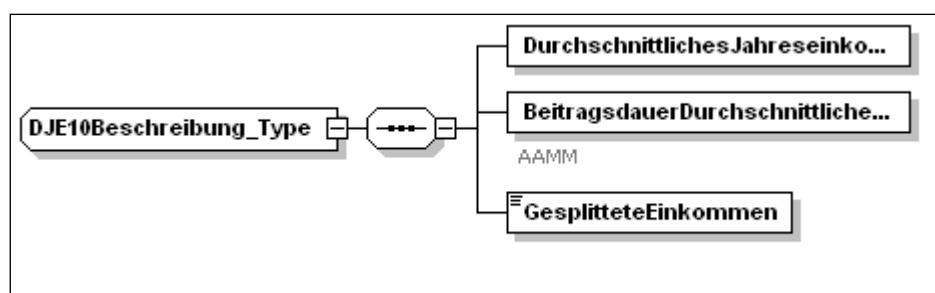 DurchschnittlichesJahreseinko...
DJE10Beschreibung_Type
BeitragsdauerDurchschnittliche...
AAMM
GesplitteteEinkommen